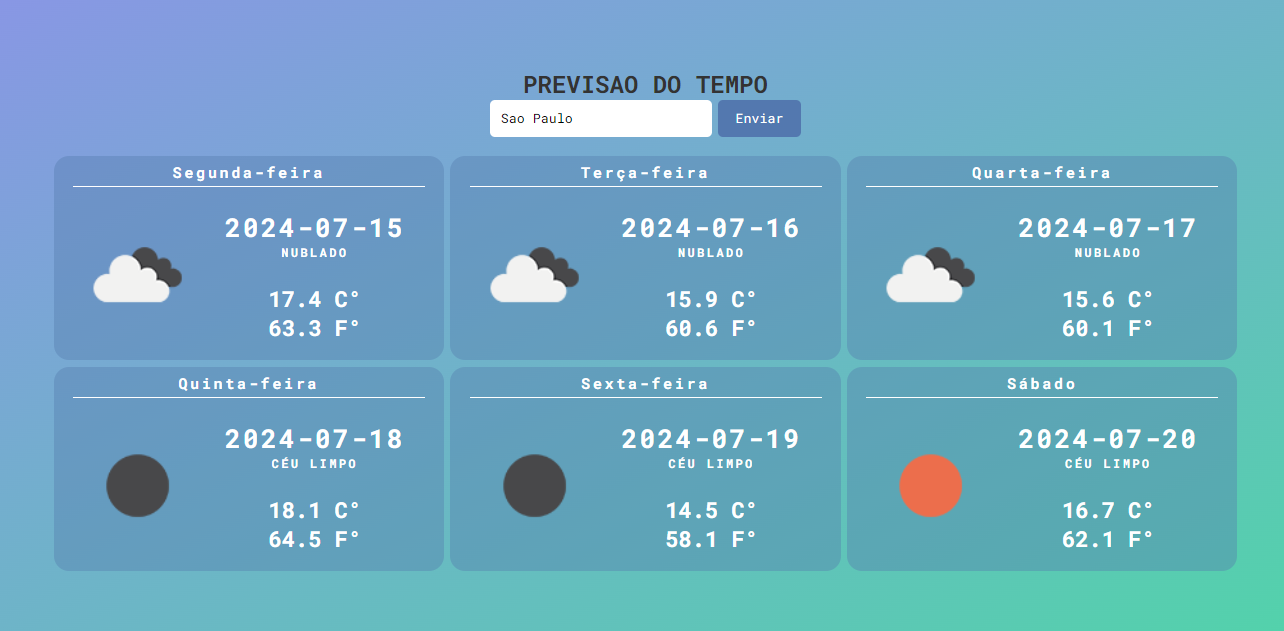 PREVISAO DO TEMPO
Sao Paulo
Enviar
Segunda-feira
2024-07-15
NUBLADO
17.4 C°
63.3 F°
Terça-feira
2024-07-16
NUBLADO
15.9 C°
60.6 F°
Quarta-feira
2024-07-17
NUBLADO
15.6 C°
60.1 F°
Quinta-feira
2024-07-18
CÉU LIMPO
18.1 C°
64.5 F°
Sexta-feira
2024-07-19
CÉU LIMPO
14.5 C°
58.1 F°
Sábado
2024-07-20
CÉU LIMPO
16.7 C°
62.1 F°